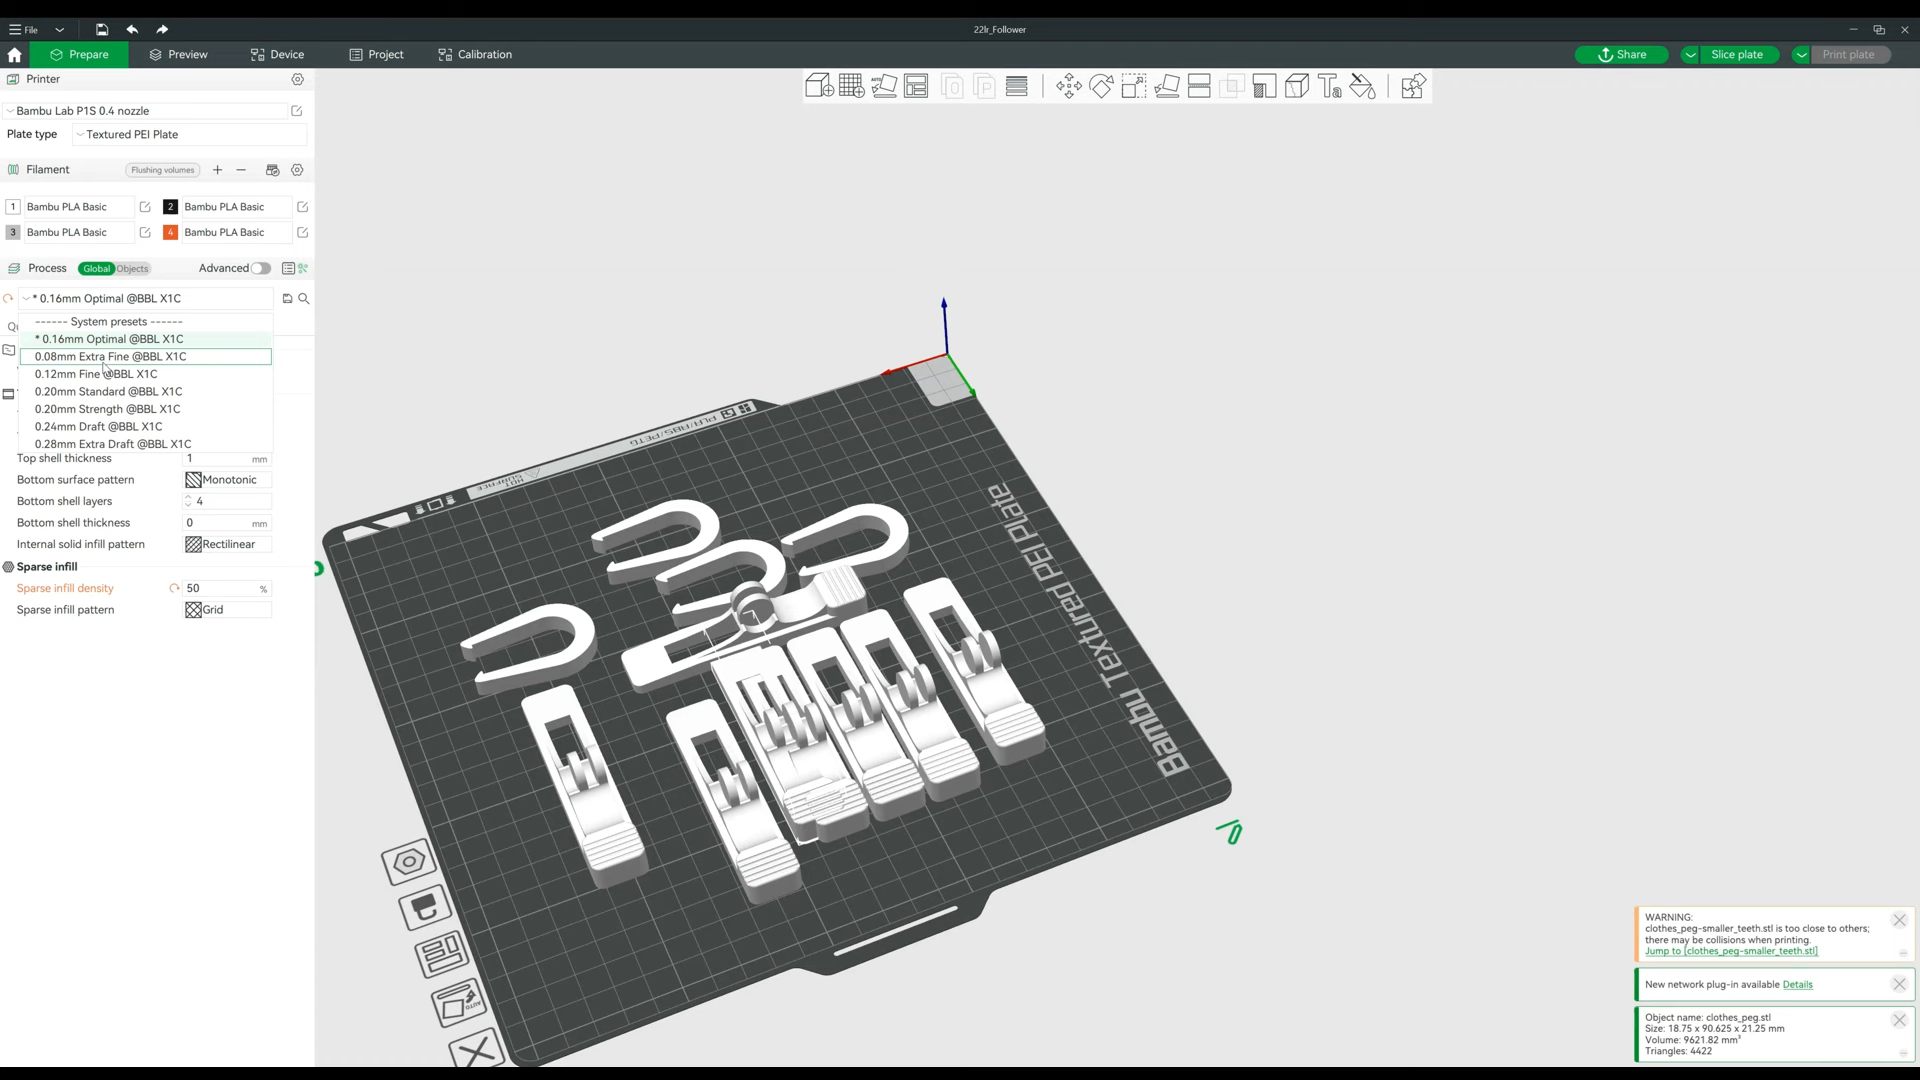 File
22lr_Follower
Prepare
Preview
Device
Project
Calibration
Share
Slice plate
Print plate
Printer
Bambu Lab P1S 0.4 nozzle
Plate type
Textured PEI Plate
Filament
Flushing volumes
1 Bambu PLA Basic
2 Bambu PLA Basic
3 Bambu PLA Basic
4 Bambu PLA Basic
Process
Global
Objects
Advanced
* 0.16mm Optimal @BBL X1C
------ System presets ------
* 0.16mm Optimal @BBL X1C
0.08mm Extra Fine @BBL X1C
0.12mm Fine @BBL X1C
0.20mm Standard @BBL X1C
0.20mm Strength @BBL X1C
0.24mm Draft @BBL X1C
0.28mm Extra Draft @BBL X1C
Top shell thickness 1 mm
Bottom surface pattern Monotonic
Bottom shell layers 4
Bottom shell thickness 0 mm
Internal solid infill pattern Rectilinear
Sparse infill
Sparse infill density 50 %
Sparse infill pattern Grid
PLA/ABS/PETG
HOT SURFACE
Bambu Textured PEI Plate
AUTO
WARNING:
clothes_peg-smaller_teeth.stl is too close to others;
there may be collisions when printing.
Jump to [clothes_peg-smaller_teeth.stl]
New network plug-in available Details
Object name: clothes_peg.stl
Size: 18.75 x 90.625 x 21.25 mm
Volume: 9621.82 mm³
Triangles: 4422